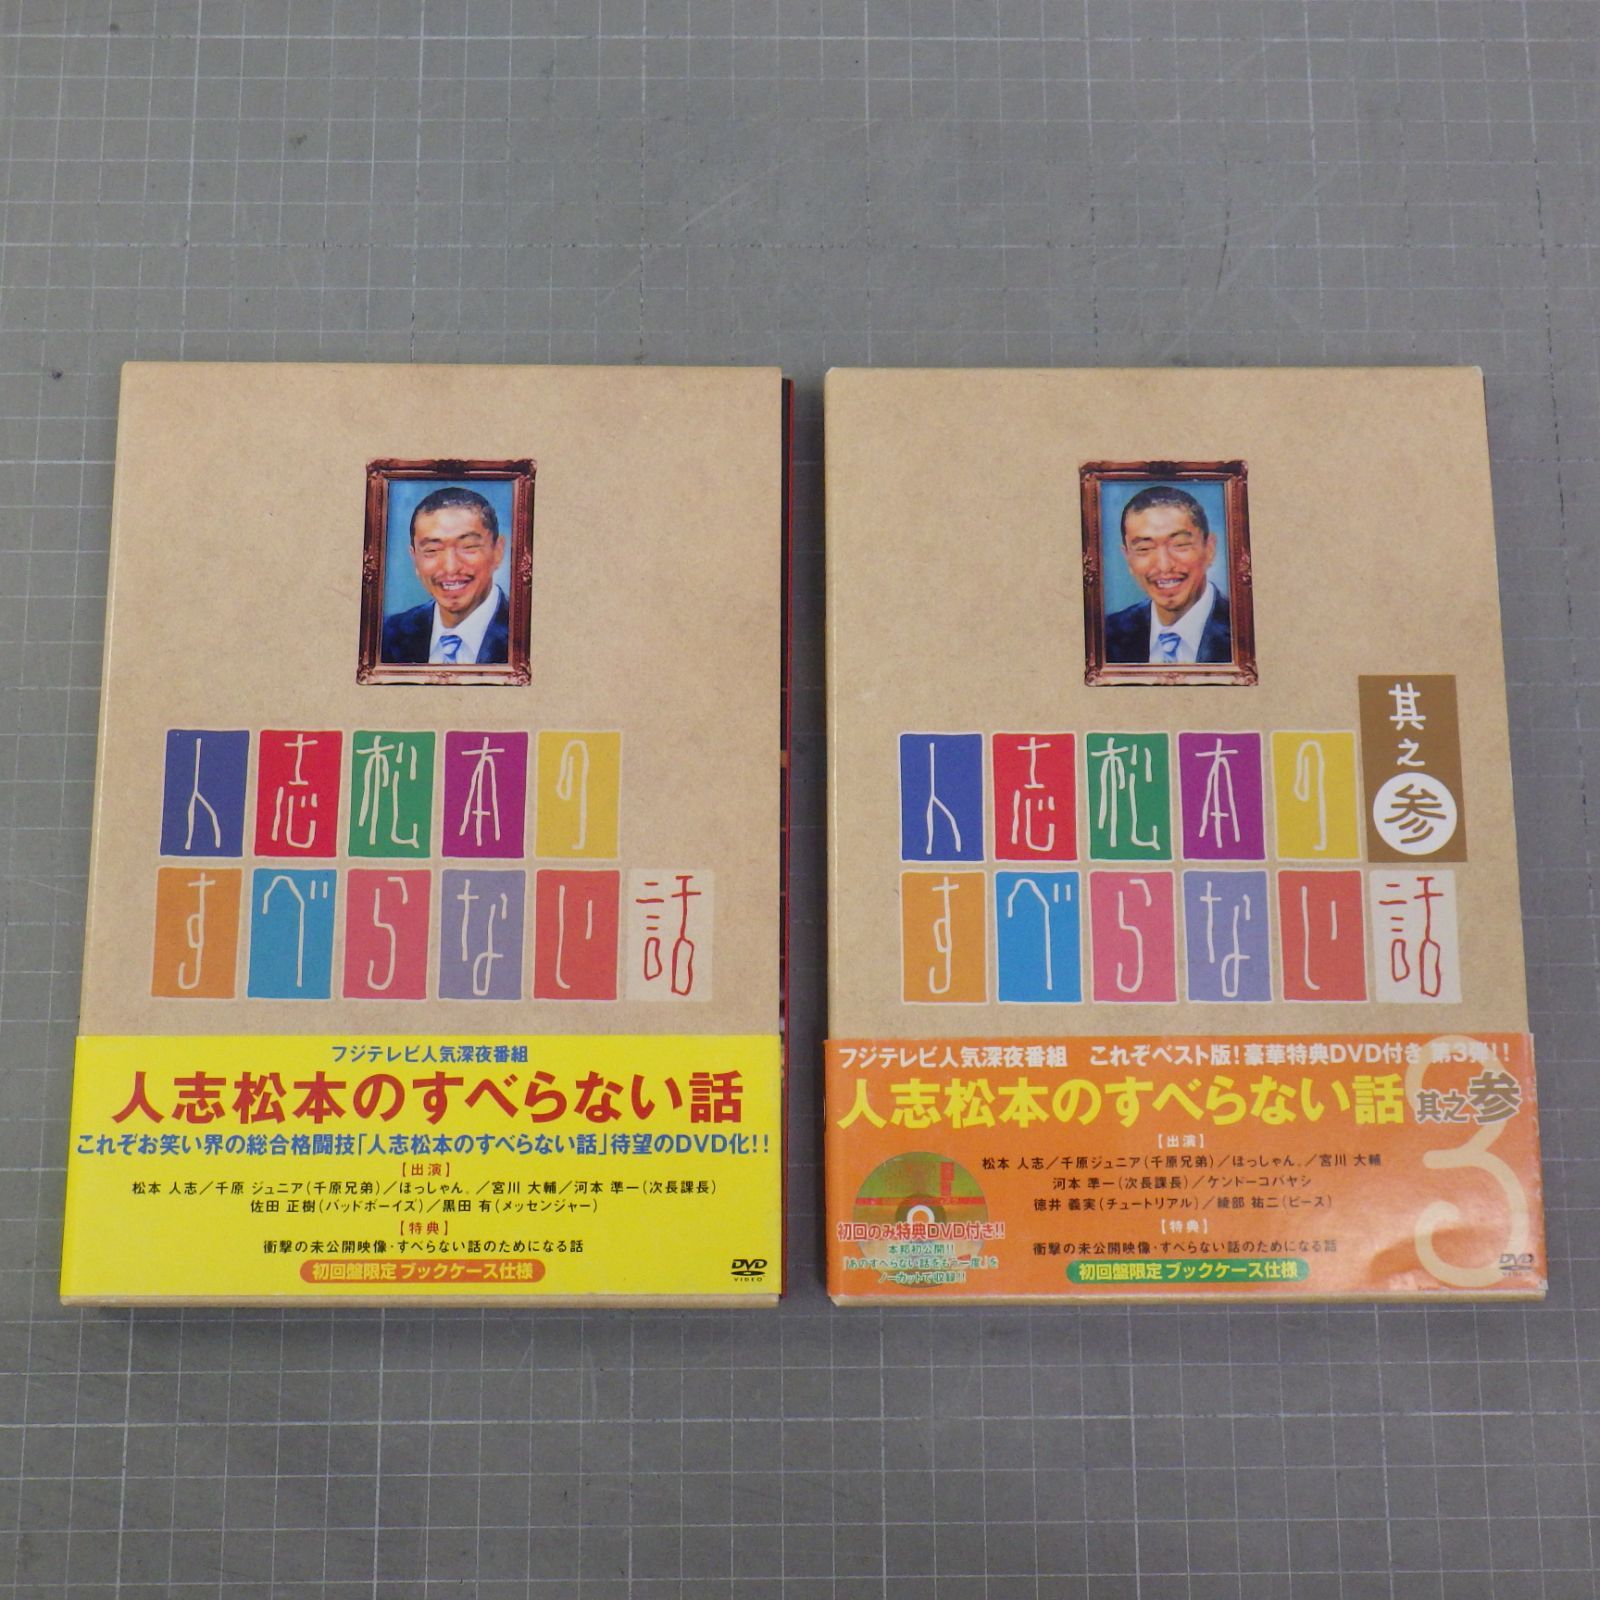 人志松本の
すべらない話
フジテレビ人気深夜番組
人志松本のすべらない話
これぞお笑い界の総合格闘技「人志松本のすべらない話」待望のDVD化!!
【出演】
松本 人志／千原 ジュニア(千原兄弟)／ほっしゃん。／宮川 大輔／河本 準一(次長課長)
佐田 正樹(バッドボーイズ)／黒田 有(メッセンジャー)
【特典】
衝撃の未公開映像・すべらない話のためになる話
初回盤限定 ブックケース仕様
DVD
VIDEO
人志松本の
すべらない話
其之参
フジテレビ人気深夜番組 これぞベスト版!豪華特典DVD付き 第3弾!!
人志松本のすべらない話 其之参
3
【出演】
松本 人志／千原ジュニア(千原兄弟)／ほっしゃん。／宮川 大輔
河本 準一(次長課長)／ケンドーコバヤシ
徳井 義実(チュートリアル)／綾部 祐二(ピース)
【特典】
衝撃の未公開映像・すべらない話のためになる話
初回盤限定 ブックケース仕様
初回のみ特典DVD付き!!
本邦初公開!!
「あのすべらない話をもう一度」を
ノーカットで収録!!
DVD
VIDEO